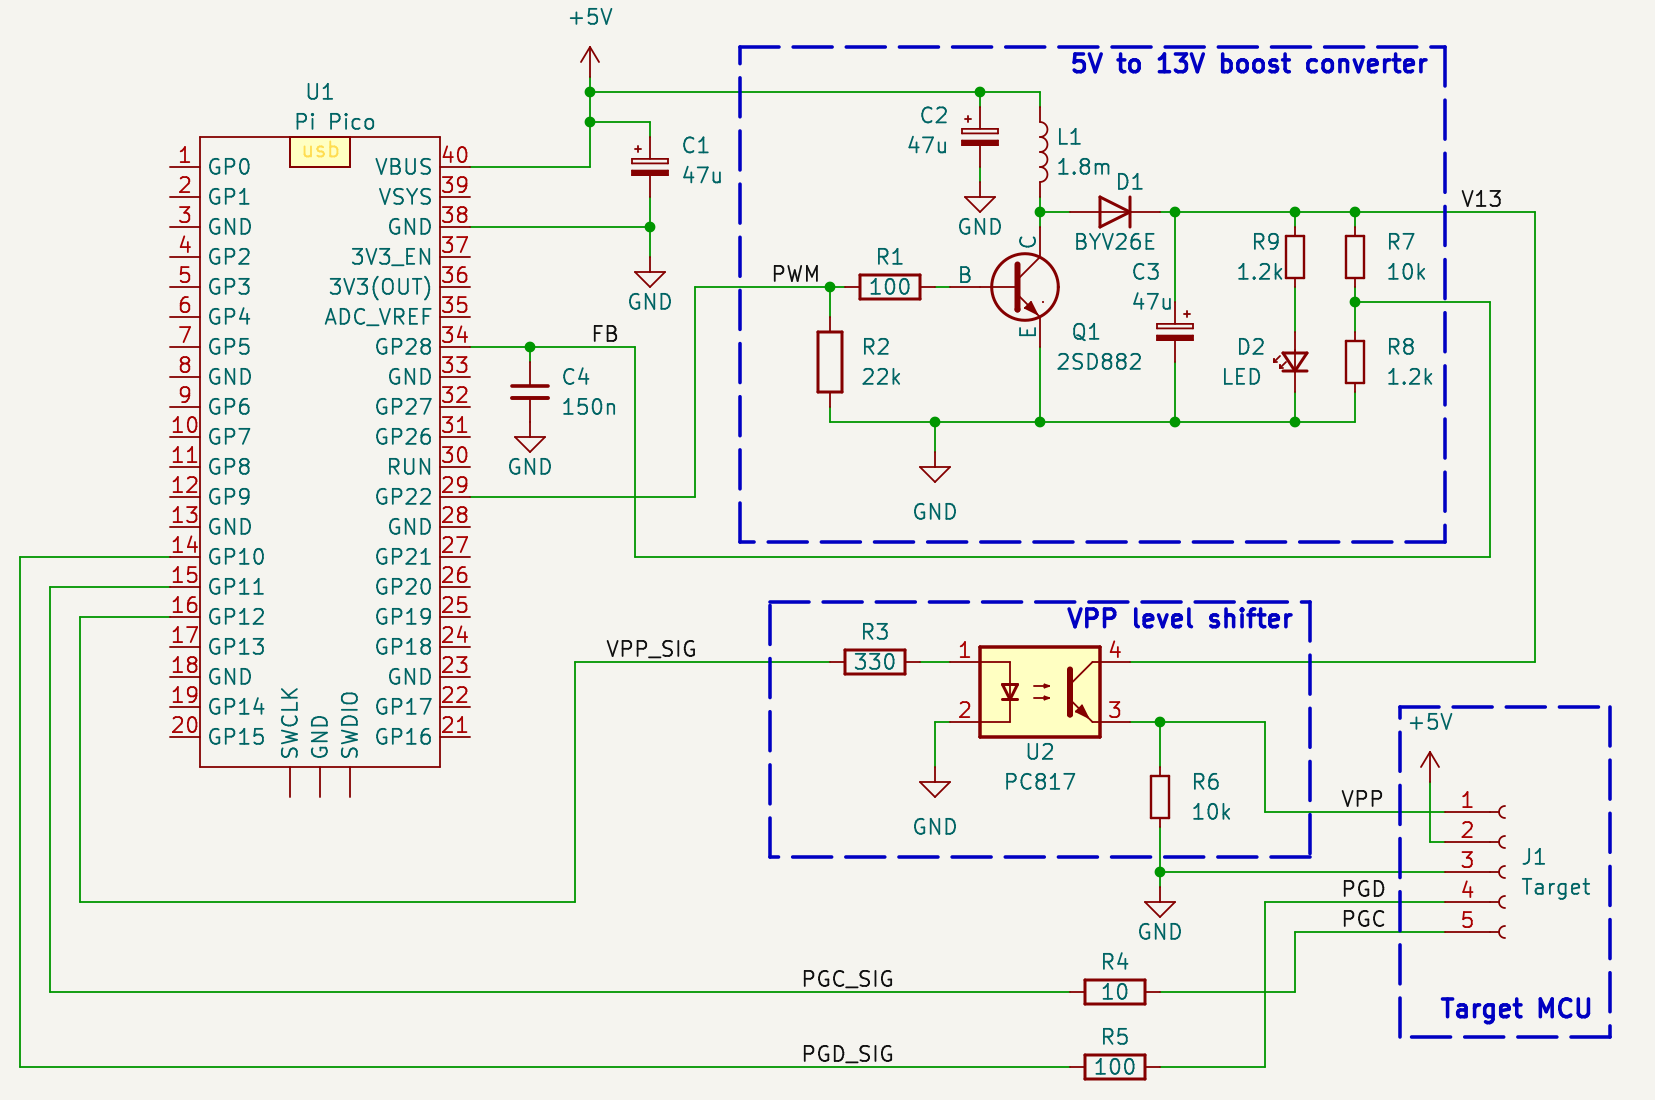 +5V
5V to 13V boost converter
U1
Pi Pico
usb
1 GP0 VBUS 40
2 GP1 VSYS 39
3 GND GND 38
4 GP2 3V3_EN 37
5 GP3 3V3(OUT) 36
6 GP4 ADC_VREF 35
7 GP5 GP28 34
8 GND GND 33
9 GP6 GP27 32
10 GP7 GP26 31
11 GP8 RUN 30
12 GP9 GP22 29
13 GND GND 28
14 GP10 GP21 27
15 GP11 GP20 26
16 GP12 GP19 25
17 GP13 GP18 24
18 GND GND 23
19 GP14 GP17 22
20 GP15 GP16 21
SWCLK
GND
SWDIO
C1
47u
GND
FB
C4
150n
GND
C2
47u
GND
L1
1.8m
D1
BYV26E
V13
PWM
R1
100
B
C
E
R2
22k
Q1
2SD882
C3
47u
R9
1.2k
R7
10k
D2
LED
R8
1.2k
GND
VPP level shifter
VPP_SIG
R3
330
1
2
4
3
U2
PC817
GND
R6
10k
GND
+5V
VPP
PGD
PGC
1
2
3
4
5
J1
Target
Target MCU
PGC_SIG
R4
10
PGD_SIG
R5
100